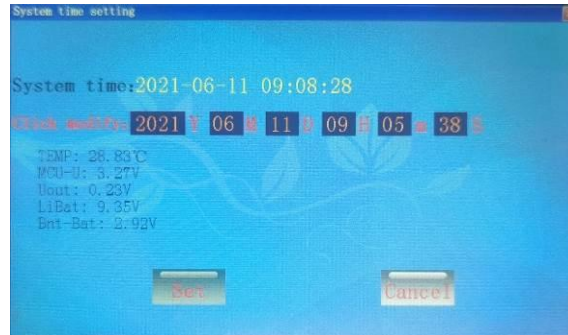 System time setting
System time:2021-06-11 09:08:28
Click modify: 2021 Y 06 M 11 D 09 H 05 m 38 S
TEMP: 28.83℃
MCU-U: 3.27V
Uout: 0.23V
LiBat: 9.35V
Bnt-Bat: 2.92V
Set Cancel